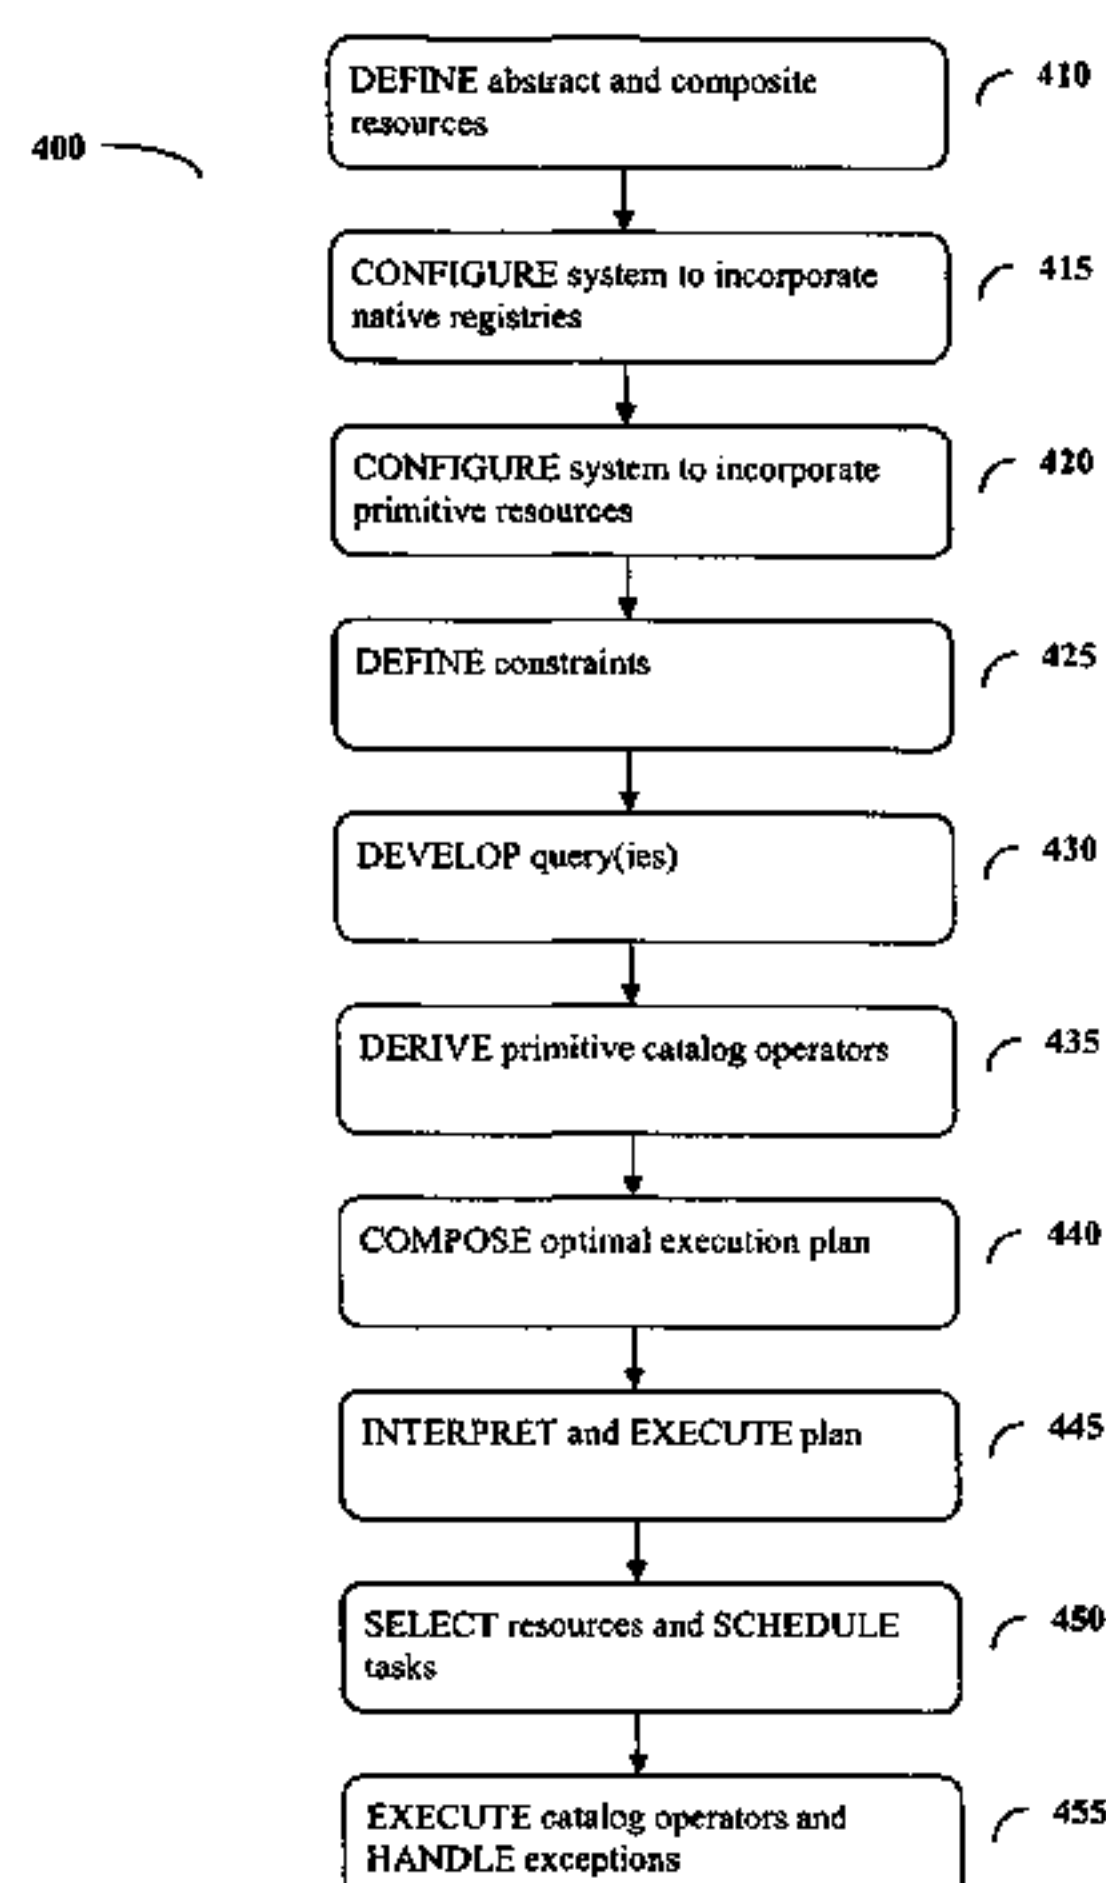 DEFINE abstract and composite
resources
410
400
CONFIGURE system to incorporate
native registries
415
CONFIGURE system to incorporate
primitive resources
420
DEFINE constraints
425
DEVELOP query(ies)
430
DERIVE primitive catalog operators
435
COMPOSE optimal execution plan
440
INTERPRET and EXECUTE plan
445
SELECT resources and SCHEDULE
tasks
450
EXECUTE catalog operators and
HANDLE exceptions
455